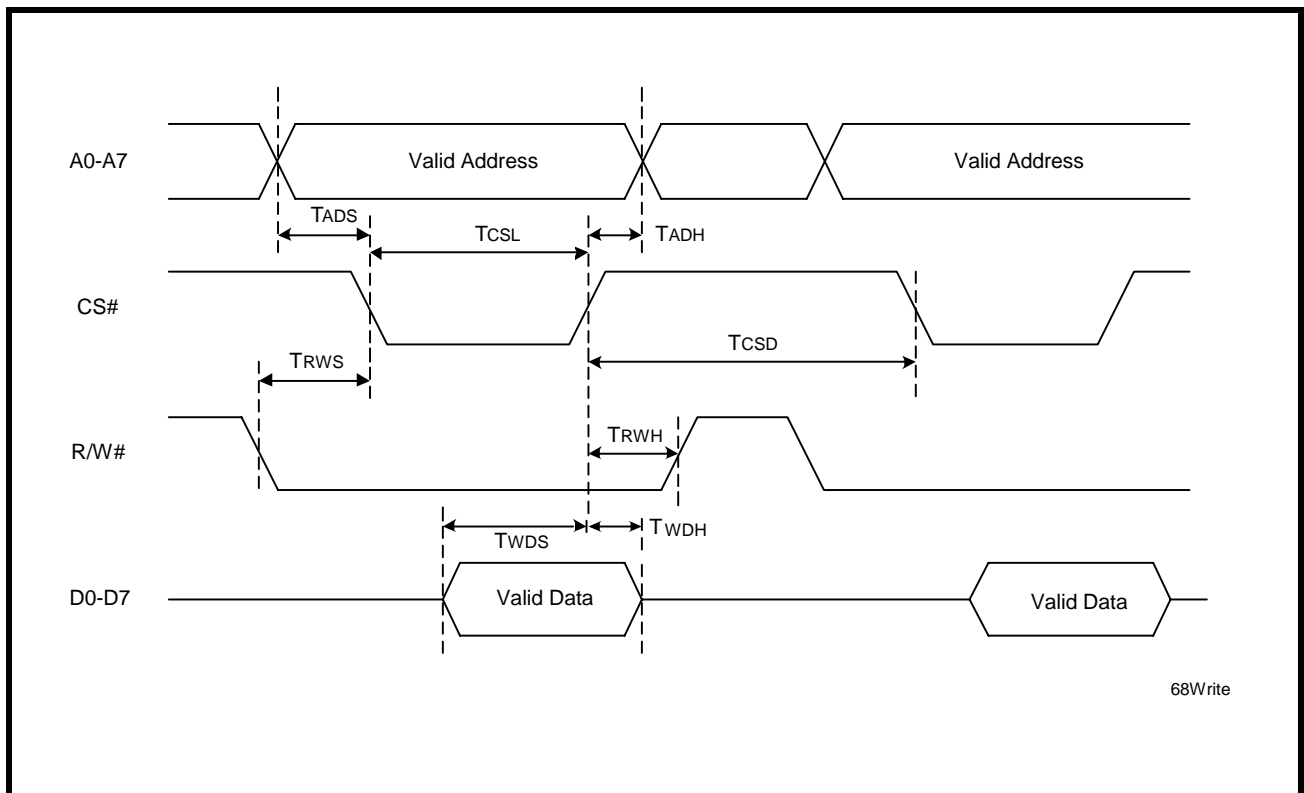 A0-A7
Valid Address
Valid Address
TADS
TCSL
TADH
CS#
TCSD
TRWS
TRWH
R/W#
TWDS
TWDH
D0-D7
Valid Data
Valid Data
68Write